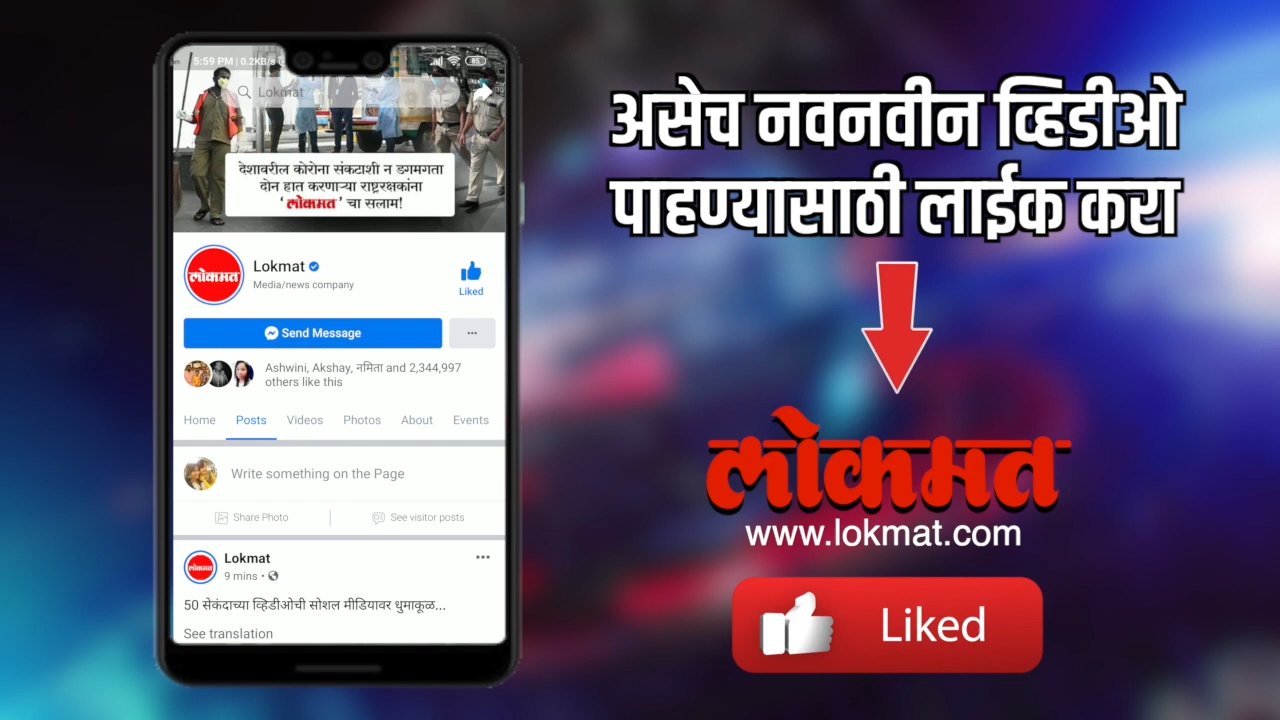 5:59 PM | 0.2KB/s
85
Lokmat
देशावरील कोरोना संकटाशी न डगमगता
दोन हात करणाऱ्या राष्ट्ररक्षकांना
‘लोकमत’ चा सलाम!
लोकमत
Lokmat
Media/news company
Liked
Send Message
Ashwini, Akshay, नमिता and 2,344,997
others like this
Home Posts Videos Photos About Events
Write something on the Page
Share Photo See visitor posts
लोकमत
Lokmat
9 mins
50 सेकंदाच्या व्हिडीओची सोशल मीडियावर धुमाकूळ...
See translation
असेच नवनवीन व्हिडीओ
पाहण्यासाठी लाईक करा
लोकमत
www.lokmat.com
Liked